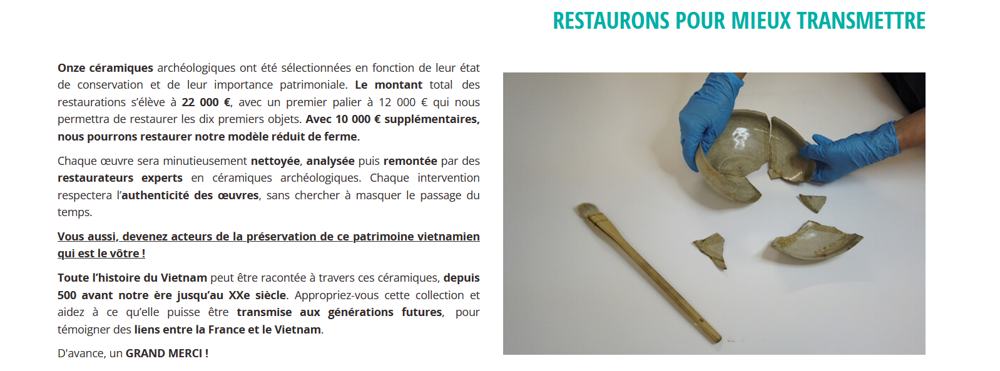 RESTAURONS POUR MIEUX TRANSMETTRE
Onze céramiques archéologiques ont été sélectionnées en fonction de leur état
de conservation et de leur importance patrimoniale. Le montant total des
restaurations s’élève à 22 000 €, avec un premier palier à 12 000 € qui nous
permettra de restaurer les dix premiers objets. Avec 10 000 € supplémentaires,
nous pourrons restaurer notre modèle réduit de ferme.
Chaque œuvre sera minutieusement nettoyée, analysée puis remontée par des
restaurateurs experts en céramiques archéologiques. Chaque intervention
respectera l’authenticité des œuvres, sans chercher à masquer le passage du
temps.
Vous aussi, devenez acteurs de la préservation de ce patrimoine vietnamien
qui est le vôtre !
Toute l’histoire du Vietnam peut être racontée à travers ces céramiques, depuis
500 avant notre ère jusqu’au XXe siècle. Appropriez-vous cette collection et
aidez à ce qu’elle puisse être transmise aux générations futures, pour
témoigner des liens entre la France et le Vietnam.
D'avance, un GRAND MERCI !